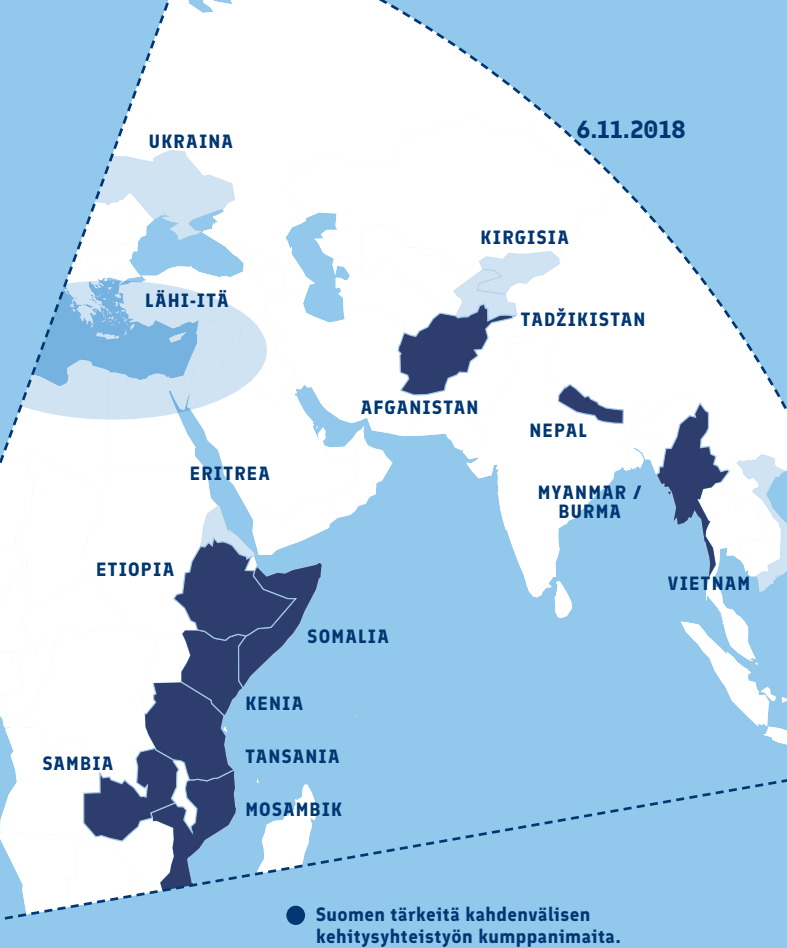 6.11.2018
UKRAINA
KIRGISIA
LÄHI-ITÄ
TADŽIKISTAN
AFGANISTAN
NEPAL
ERITREA
MYANMAR /
BURMA
ETIOPIA
VIETNAM
SOMALIA
KENIA
TANSANIA
SAMBIA
MOSAMBIK
Suomen tärkeitä kahdenvälisen
kehitysyhteistyön kumppanimaita.